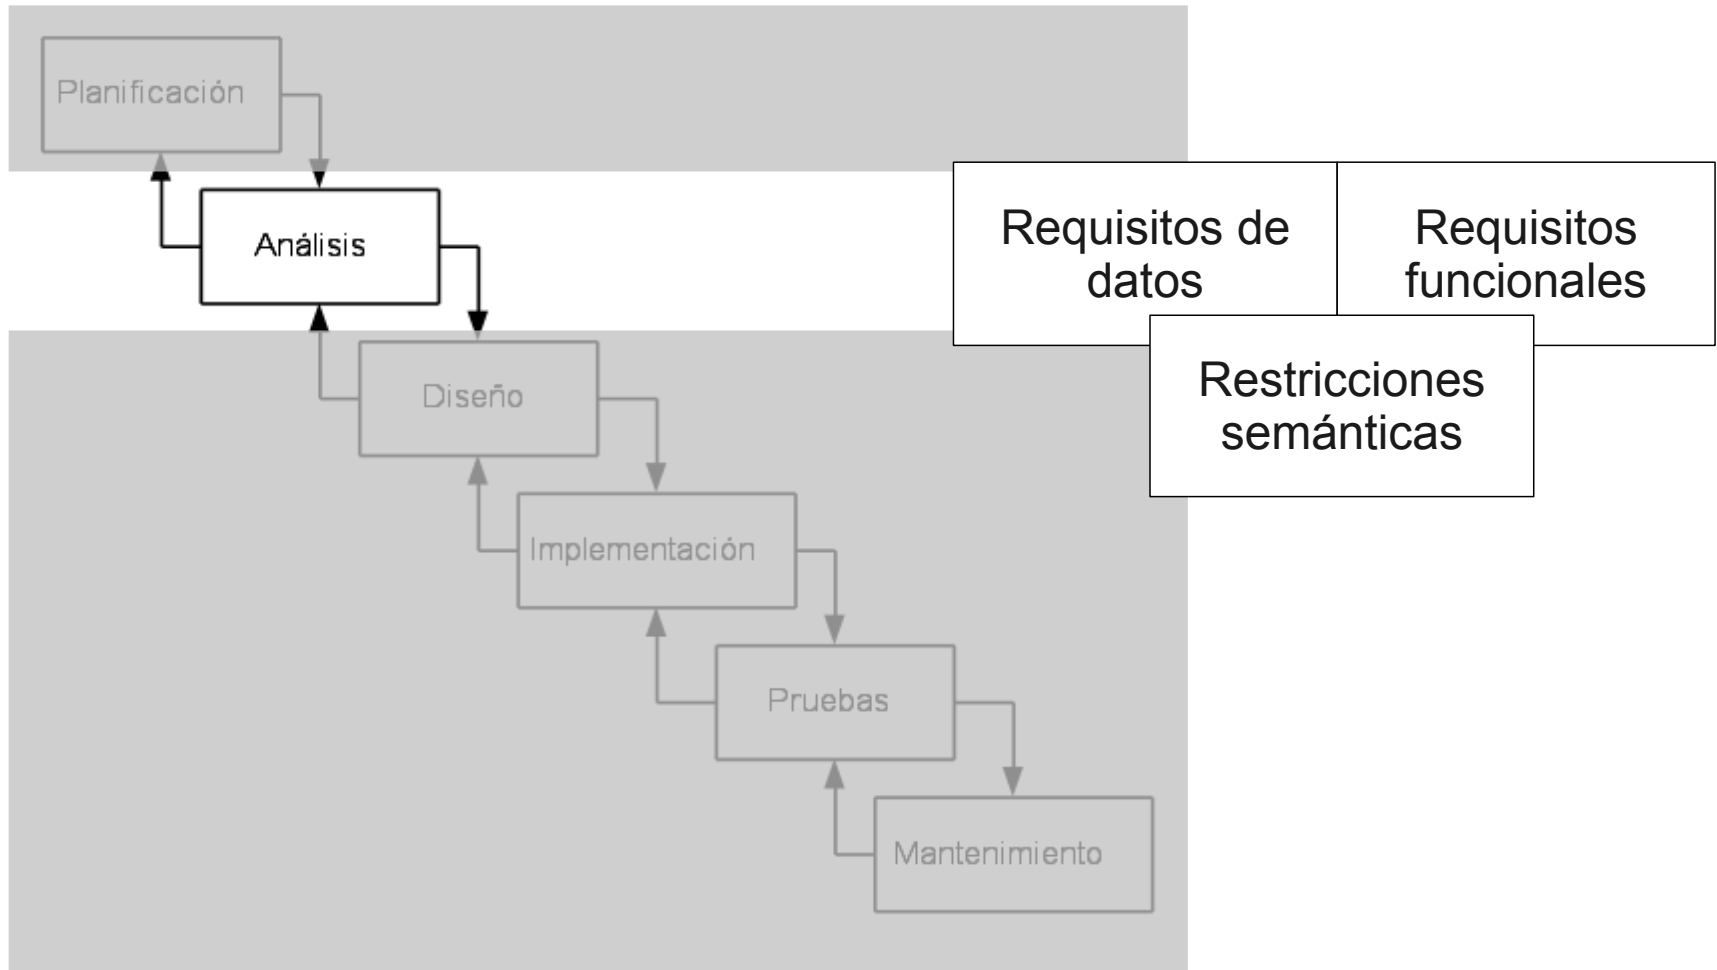 Planificación
Análisis
Requisitos de
datos
Requisitos
funcionales
Restricciones
semánticas
Diseño
Implementación
Pruebas
Mantenimiento